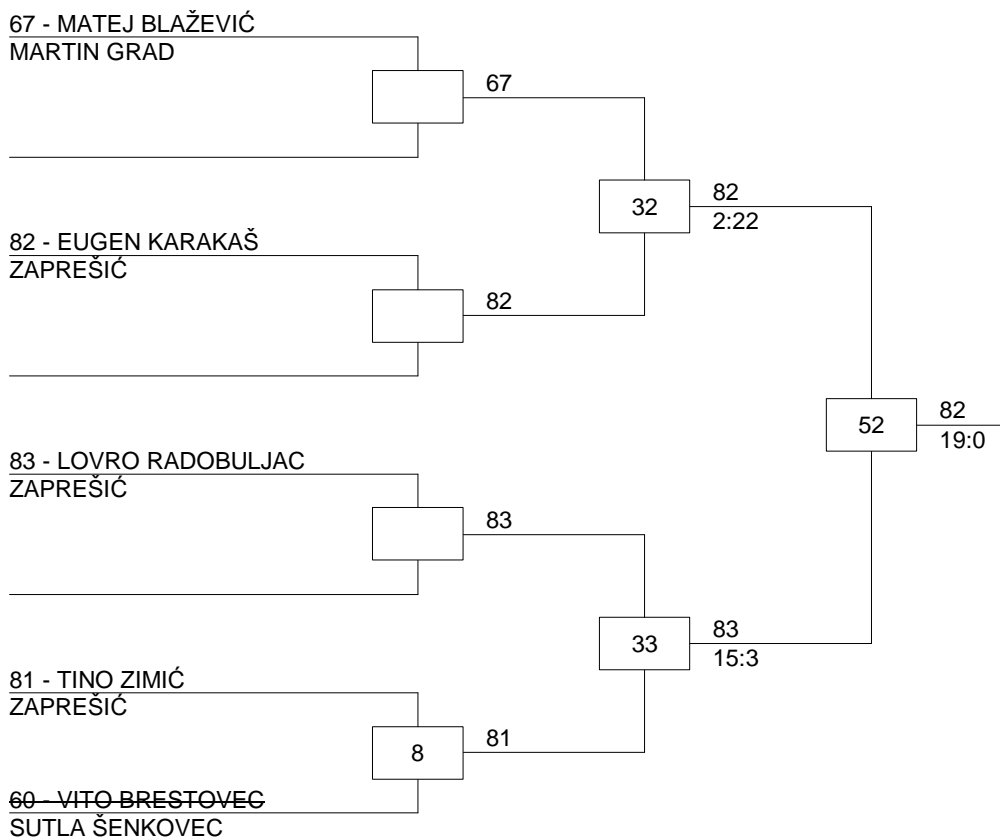 67 - MATEJ BLAŽEVIĆ
MARTIN GRAD
67
32
82
2:22
82 - EUGEN KARAKAŠ
ZAPREŠIĆ
82
52
82
19:0
83 - LOVRO RADOBULJAC
ZAPREŠIĆ
83
33
83
15:3
81 - TINO ZIMIĆ
ZAPREŠIĆ
8
81
60 - VITO BRESTOVEC
SUTLA ŠENKOVEC